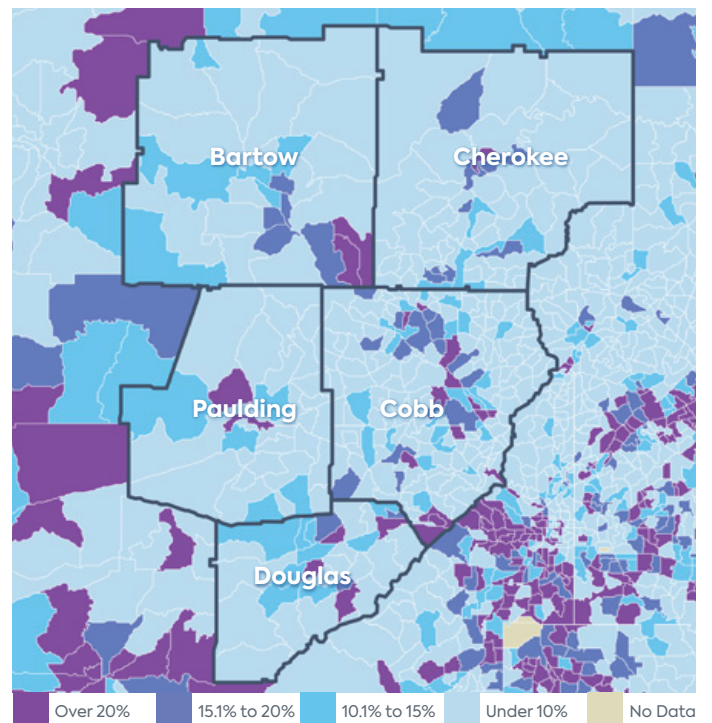 Bartow
Cherokee
Paulding
Cobb
Douglas
Over 20%
15.1% to 20%
10.1% to 15%
Under 10%
No Data